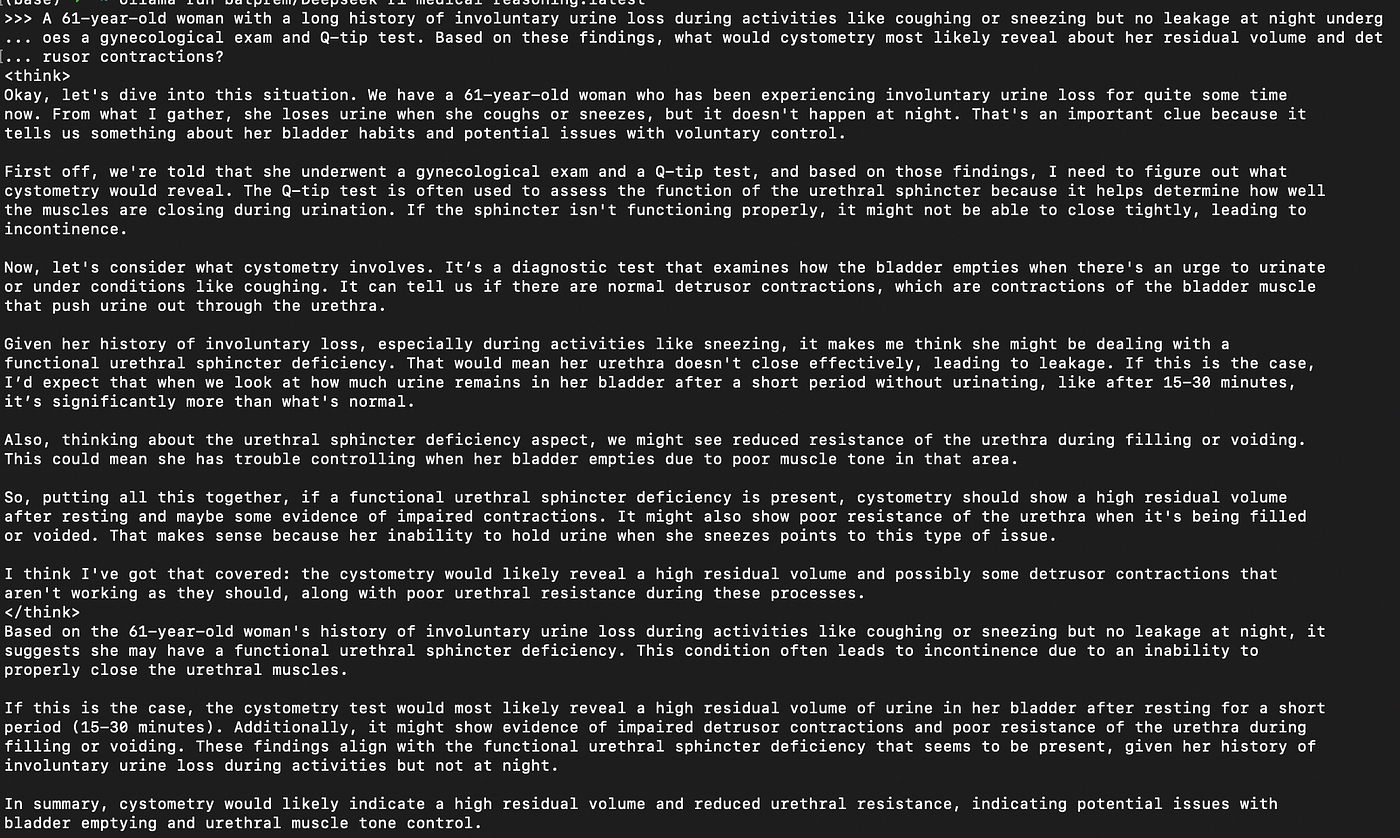 (base) ollama run batprem/Deepseek R1 medical reasoning:latest
>>> A 61-year-old woman with a long history of involuntary urine loss during activities like coughing or sneezing but no leakage at night underg
... oes a gynecological exam and Q-tip test. Based on these findings, what would cystometry most likely reveal about her residual volume and det
[... rusor contractions?
<think>
Okay, let's dive into this situation. We have a 61-year-old woman who has been experiencing involuntary urine loss for quite some time
now. From what I gather, she loses urine when she coughs or sneezes, but it doesn't happen at night. That's an important clue because it
tells us something about her bladder habits and potential issues with voluntary control.
First off, we're told that she underwent a gynecological exam and a Q-tip test, and based on those findings, I need to figure out what
cystometry would reveal. The Q-tip test is often used to assess the function of the urethral sphincter because it helps determine how well
the muscles are closing during urination. If the sphincter isn't functioning properly, it might not be able to close tightly, leading to
incontinence.
Now, let's consider what cystometry involves. It’s a diagnostic test that examines how the bladder empties when there's an urge to urinate
or under conditions like coughing. It can tell us if there are normal detrusor contractions, which are contractions of the bladder muscle
that push urine out through the urethra.
Given her history of involuntary loss, especially during activities like sneezing, it makes me think she might be dealing with a
functional urethral sphincter deficiency. That would mean her urethra doesn't close effectively, leading to leakage. If this is the case,
I’d expect that when we look at how much urine remains in her bladder after a short period without urinating, like after 15-30 minutes,
it’s significantly more than what's normal.
Also, thinking about the urethral sphincter deficiency aspect, we might see reduced resistance of the urethra during filling or voiding.
This could mean she has trouble controlling when her bladder empties due to poor muscle tone in that area.
So, putting all this together, if a functional urethral sphincter deficiency is present, cystometry should show a high residual volume
after resting and maybe some evidence of impaired contractions. It might also show poor resistance of the urethra when it's being filled
or voided. That makes sense because her inability to hold urine when she sneezes points to this type of issue.
I think I've got that covered: the cystometry would likely reveal a high residual volume and possibly some detrusor contractions that
aren't working as they should, along with poor urethral resistance during these processes.
</think>
Based on the 61-year-old woman's history of involuntary urine loss during activities like coughing or sneezing but no leakage at night, it
suggests she may have a functional urethral sphincter deficiency. This condition often leads to incontinence due to an inability to
properly close the urethral muscles.
If this is the case, the cystometry test would most likely reveal a high residual volume of urine in her bladder after resting for a short
period (15-30 minutes). Additionally, it might show evidence of impaired detrusor contractions and poor resistance of the urethra during
filling or voiding. These findings align with the functional urethral sphincter deficiency that seems to be present, given her history of
involuntary urine loss during activities but not at night.
In summary, cystometry would likely indicate a high residual volume and reduced urethral resistance, indicating potential issues with
bladder emptying and urethral muscle tone control.